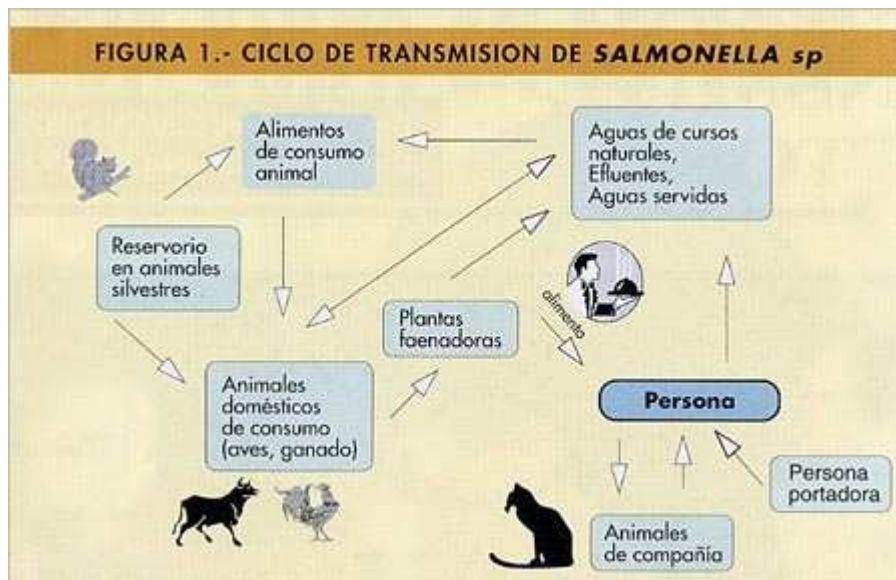 FIGURA 1.- CICLO DE TRANSMISION DE SALMONELLA sp
Alimentos
de consumo
animal
Aguas de cursos
naturales,
Efluentes,
Aguas servidas
Reservorio
en animales
silvestres
Plantas
faenadoras
alimento
Animales
domésticos
de consumo
(aves, ganado)
Persona
Persona
portadora
Animales
de compañía